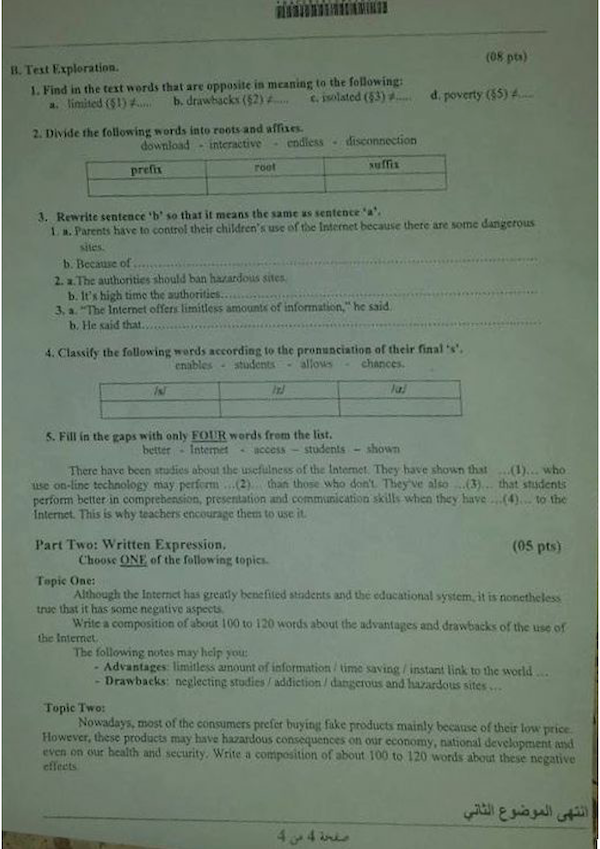 (08 pts)
B. Text Exploration.
1. Find in the text words that are opposite in meaning to the following:
a. limited (§1) ≠..... b. drawbacks (§2) ≠..... c. isolated (§3) ≠..... d. poverty (§5) ≠.....
2. Divide the following words into roots and affixes.
download - interactive - endless - disconnection
prefix root suffix
3. Rewrite sentence 'b' so that it means the same as sentence 'a'.
1. a. Parents have to control their children's use of the Internet because there are some dangerous
sites.
b. Because of ..........................................................................
2. a.The authorities should ban hazardous sites.
b. It's high time the authorities..........................................................................
3. a. "The Internet offers limitless amounts of information," he said.
b. He said that..........................................................................
4. Classify the following words according to the pronunciation of their final 's'.
enables - students - allows - chances.
/s/ /z/ /ɪz/
5. Fill in the gaps with only FOUR words from the list.
better - Internet - access – students – shown
There have been studies about the usefulness of the Internet. They have shown that ...(1)... who
use on-line technology may perform ...(2)... than those who don't. They've also ...(3)... that students
perform better in comprehension, presentation and communication skills when they have ...(4)... to the
Internet. This is why teachers encourage them to use it.
Part Two: Written Expression. (05 pts)
Choose ONE of the following topics.
Topic One:
Although the Internet has greatly benefited students and the educational system, it is nonetheless
true that it has some negative aspects.
Write a composition of about 100 to 120 words about the advantages and drawbacks of the use of
the Internet.
The following notes may help you:
- Advantages: limitless amount of information / time saving / instant link to the world ...
- Drawbacks: neglecting studies / addiction / dangerous and hazardous sites ...
Topic Two:
Nowadays, most of the consumers prefer buying fake products mainly because of their low price.
However, these products may have hazardous consequences on our economy, national development and
even on our health and security. Write a composition of about 100 to 120 words about these negative
effects.
انتهى الموضوع الثاني
صفحة 4 من 4